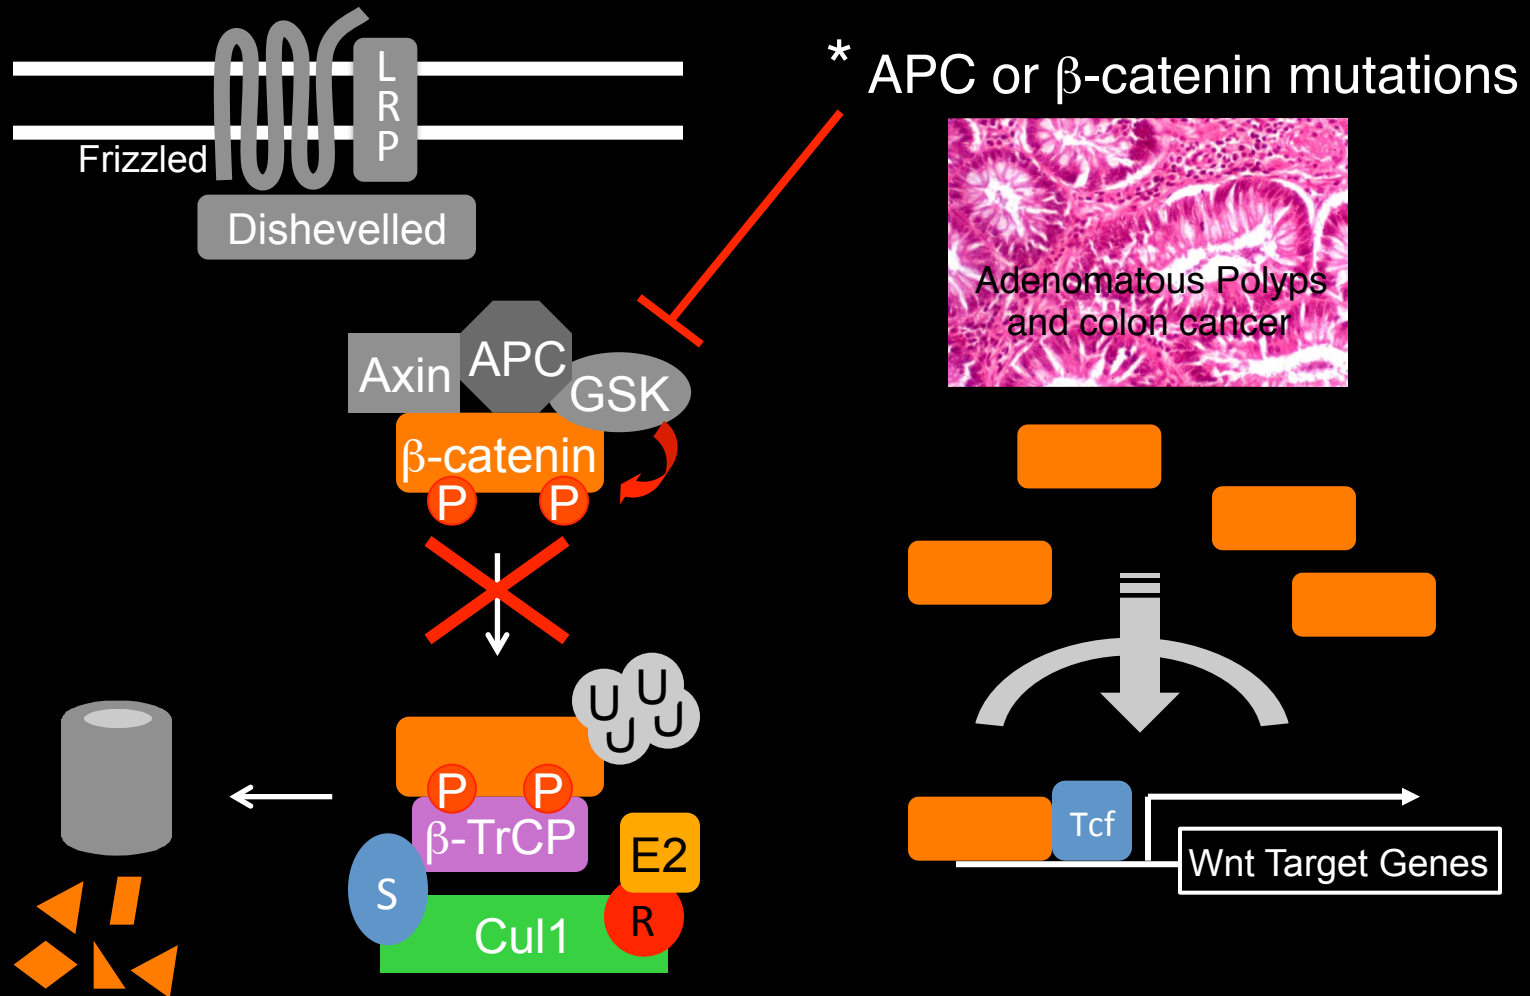 L
R
P
Frizzled
Dishevelled
* APC or β-catenin mutations
Adenomatous Polyps
and colon cancer
Axin
APC
GSK
β-catenin
P
P
U
U
U
U
P
P
β-TrCP
E2
S
R
Cul1
Tcf
Wnt Target Genes